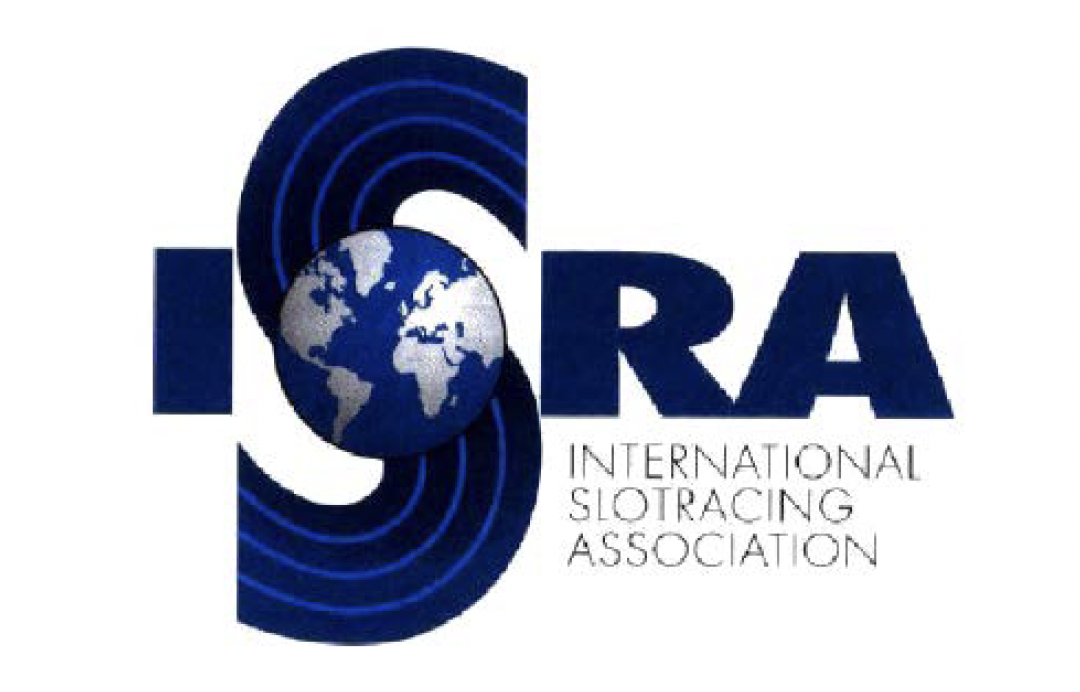 ISRA
INTERNATIONAL
SLOTRACING
ASSOCIATION